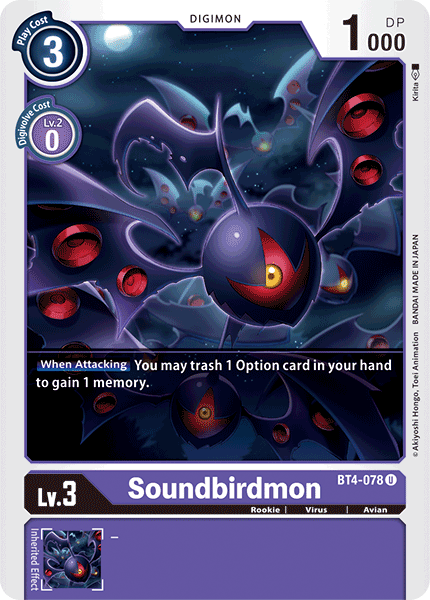 DIGIMON
Play Cost
3
DP
1000
Digivolve Cost
Lv.2
0
Kirita
© Akiyoshi Hongo, Toei Animation BANDAI MADE IN JAPAN
When Attacking You may trash 1 Option card in your hand
to gain 1 memory.
Lv.3
Soundbirdmon
BT4-078 U
Rookie | Virus | Avian
Inherited Effect
–